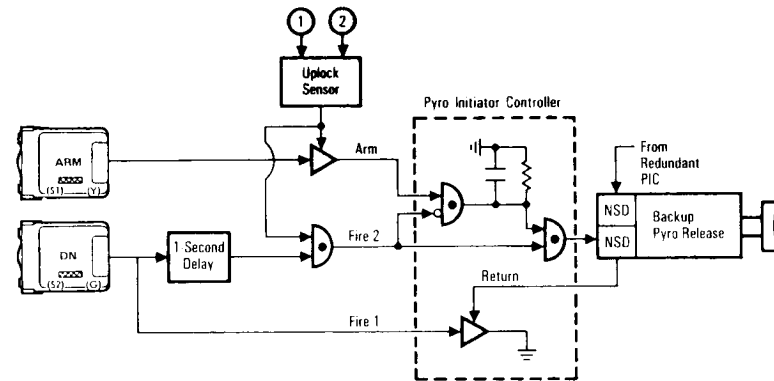 1
2
Uplock
Sensor
Pyro Initiator Controller
ARM
(S1) (Y)
Arm
From
Redundant
PIC
NSD
NSD
Backup
Pyro Release
DN
(S2) (G)
1 Second
Delay
Fire 2
Return
Fire 1